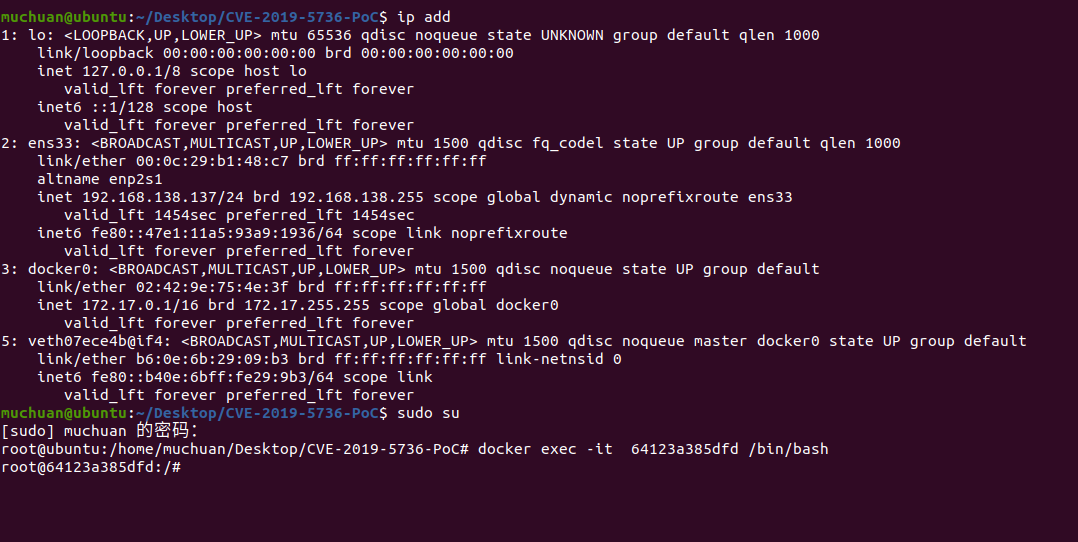 muchuan@ubuntu:~/Desktop/CVE-2019-5736-PoC$ ip add
1: lo: <LOOPBACK,UP,LOWER_UP> mtu 65536 qdisc noqueue state UNKNOWN group default qlen 1000
    link/loopback 00:00:00:00:00:00 brd 00:00:00:00:00:00
    inet 127.0.0.1/8 scope host lo
       valid_lft forever preferred_lft forever
    inet6 ::1/128 scope host
       valid_lft forever preferred_lft forever
2: ens33: <BROADCAST,MULTICAST,UP,LOWER_UP> mtu 1500 qdisc fq_codel state UP group default qlen 1000
    link/ether 00:0c:29:b1:48:c7 brd ff:ff:ff:ff:ff:ff
    altname enp2s1
    inet 192.168.138.137/24 brd 192.168.138.255 scope global dynamic noprefixroute ens33
       valid_lft 1454sec preferred_lft 1454sec
    inet6 fe80::47e1:11a5:93a9:1936/64 scope link noprefixroute
       valid_lft forever preferred_lft forever
3: docker0: <BROADCAST,MULTICAST,UP,LOWER_UP> mtu 1500 qdisc noqueue state UP group default
    link/ether 02:42:9e:75:4e:3f brd ff:ff:ff:ff:ff:ff
    inet 172.17.0.1/16 brd 172.17.255.255 scope global docker0
       valid_lft forever preferred_lft forever
5: veth07ece4b@if4: <BROADCAST,MULTICAST,UP,LOWER_UP> mtu 1500 qdisc noqueue master docker0 state UP group default
    link/ether b6:0e:6b:29:09:b3 brd ff:ff:ff:ff:ff:ff link-netnsid 0
    inet6 fe80::b40e:6bff:fe29:9b3/64 scope link
       valid_lft forever preferred_lft forever
muchuan@ubuntu:~/Desktop/CVE-2019-5736-PoC$ sudo su
[sudo] muchuan 的密码：
root@ubuntu:/home/muchuan/Desktop/CVE-2019-5736-PoC# docker exec -it  64123a385dfd /bin/bash
root@64123a385dfd:/#